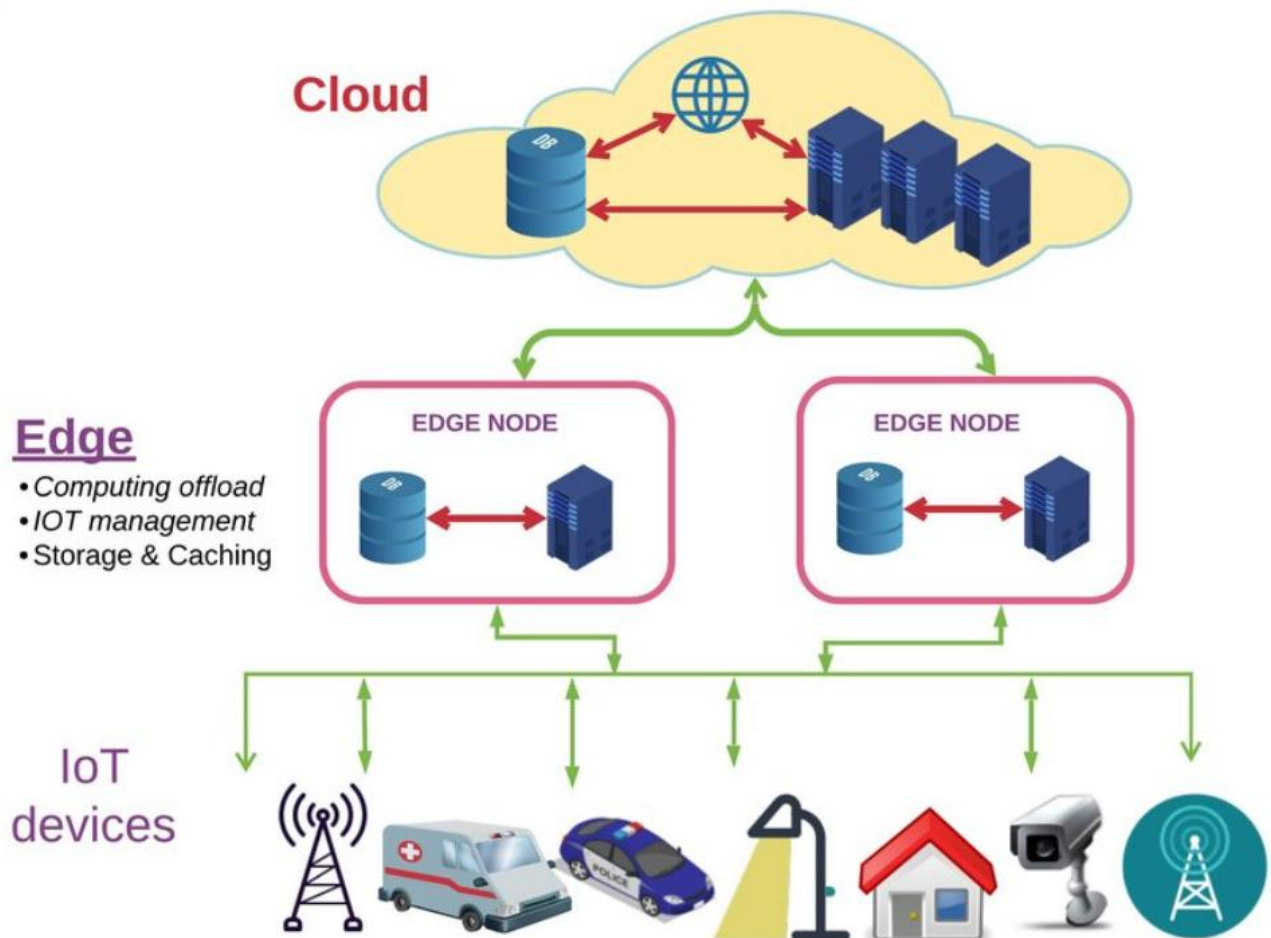 Cloud
DB
EDGE NODE
EDGE NODE
Edge
• Computing offload
• IOT management
• Storage & Caching
DB
DB
IoT
devices
POLICE